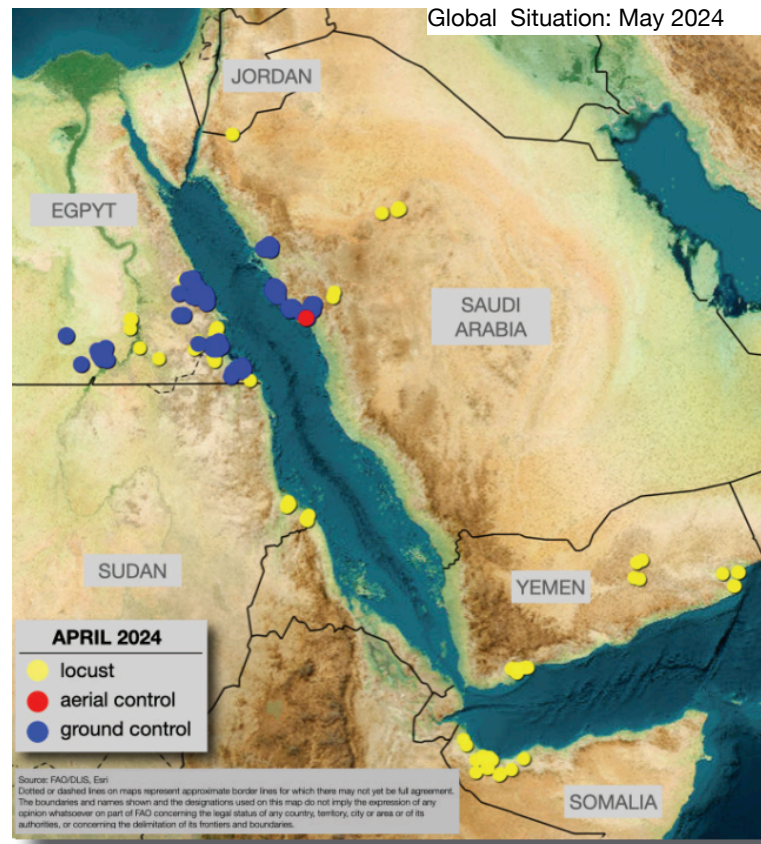 Global Situation: May 2024
JORDAN
EGPYT
SAUDI
ARABIA
SUDAN
YEMEN
APRIL 2024
locust
aerial control
ground control
Source: FAO/DLIS, Esri
Dotted or dashed lines on maps represent approximate border lines for which there may not yet be full agreement.
The boundaries and names shown and the designations used on this map do not imply the expression of any
opinion whatsoever on part of FAO concerning the legal status of any country, territory, city or area or of its
authorities, or concerning the delimitation of its frontiers and boundaries.
SOMALIA